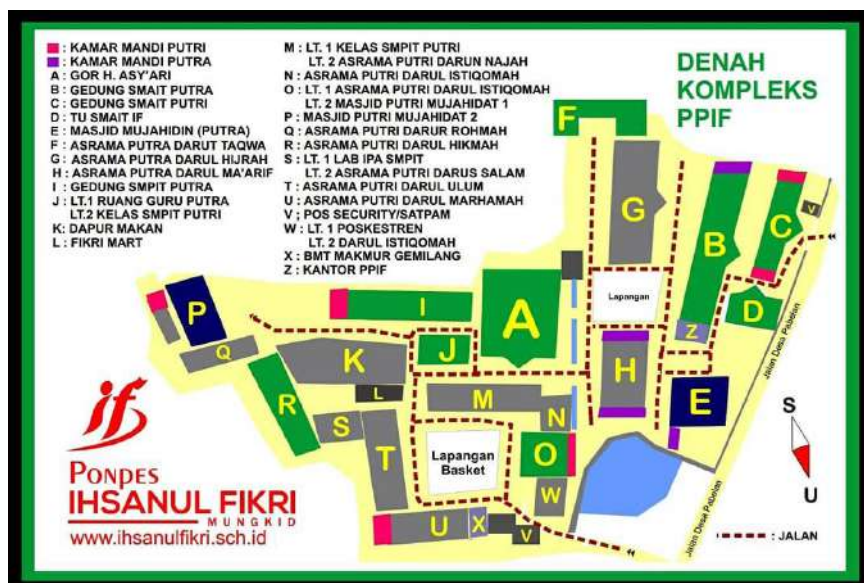 : KAMAR MANDI PUTRI
: KAMAR MANDI PUTRA
A : GOR H. ASY'ARI
B : GEDUNG SMAIT PUTRA
C : GEDUNG SMAIT PUTRI
D : TU SMAIT IF
E : MASJID MUJAHIDIN (PUTRA)
F : ASRAMA PUTRA DARUT TAQWA
G : ASRAMA PUTRA DARUL HIJRAH
H : ASRAMA PUTRA DARUL MA'ARIF
I : GEDUNG SMPIT PUTRA
J : LT.1 RUANG GURU PUTRA
LT.2 KELAS SMPIT PUTRI
K: DAPUR MAKAN
L : FIKRI MART
M : LT. 1 KELAS SMPIT PUTRI
LT. 2 ASRAMA PUTRI DARUN NAJAH
N : ASRAMA PUTRI DARUL ISTIQOMAH
O : LT. 1 ASRAMA PUTRI DARUL ISTIQOMAH
LT. 2 MASJID PUTRI MUJAHIDAT 1
P : MASJID PUTRI MUJAHIDAT 2
Q : ASRAMA PUTRI DARUR ROHMAH
R : ASRAMA PUTRI DARUL HIKMAH
S : LT. 1 LAB IPA SMPIT
LT. 2 ASRAMA PUTRI DARUS SALAM
T : ASRAMA PUTRI DARUL ULUM
U : ASRAMA PUTRI DARUL MARHAMAH
V ; POS SECURITY/SATPAM
W : LT. 1 POSKESTREN
LT. 2 DARUL ISTIQOMAH
X : BMT MAKMUR GEMILANG
Z : KANTOR PPIF
DENAH
KOMPLEKS
PPIF
F
G
B
C
V
D
Lapangan
Z
A
I
J
P
Q
K
L
H
E
R
S
M
N
T
Lapangan
Basket
O
W
U
X
V
Jalan Desa Pabelan
Jalan Desa Pabelan
S
U
: JALAN
if
PONPES
IHSANUL FIKRI
MUNGKID
www.ihsanulfikri.sch.id